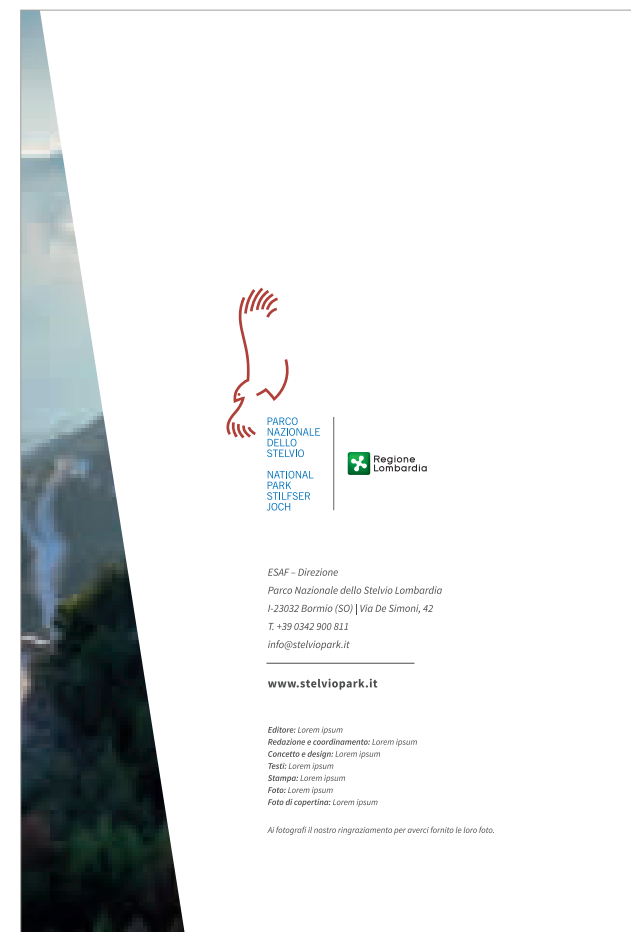 PARCO
NAZIONALE
DELLO
STELVIO
NATIONAL
PARK
STILFSER
JOCH
Regione
Lombardia
ESAF – Direzione
Parco Nazionale dello Stelvio Lombardia
I-23032 Bormio (SO) | Via De Simoni, 42
T. +39 0342 900 811
info@stelviopark.it
www.stelviopark.it
Editore: Lorem ipsum
Redazione e coordinamento: Lorem ipsum
Concetto e design: Lorem ipsum
Testi: Lorem ipsum
Stampa: Lorem ipsum
Foto: Lorem ipsum
Foto di copertina: Lorem ipsum
Ai fotografi il nostro ringraziamento per averci fornito le loro foto.